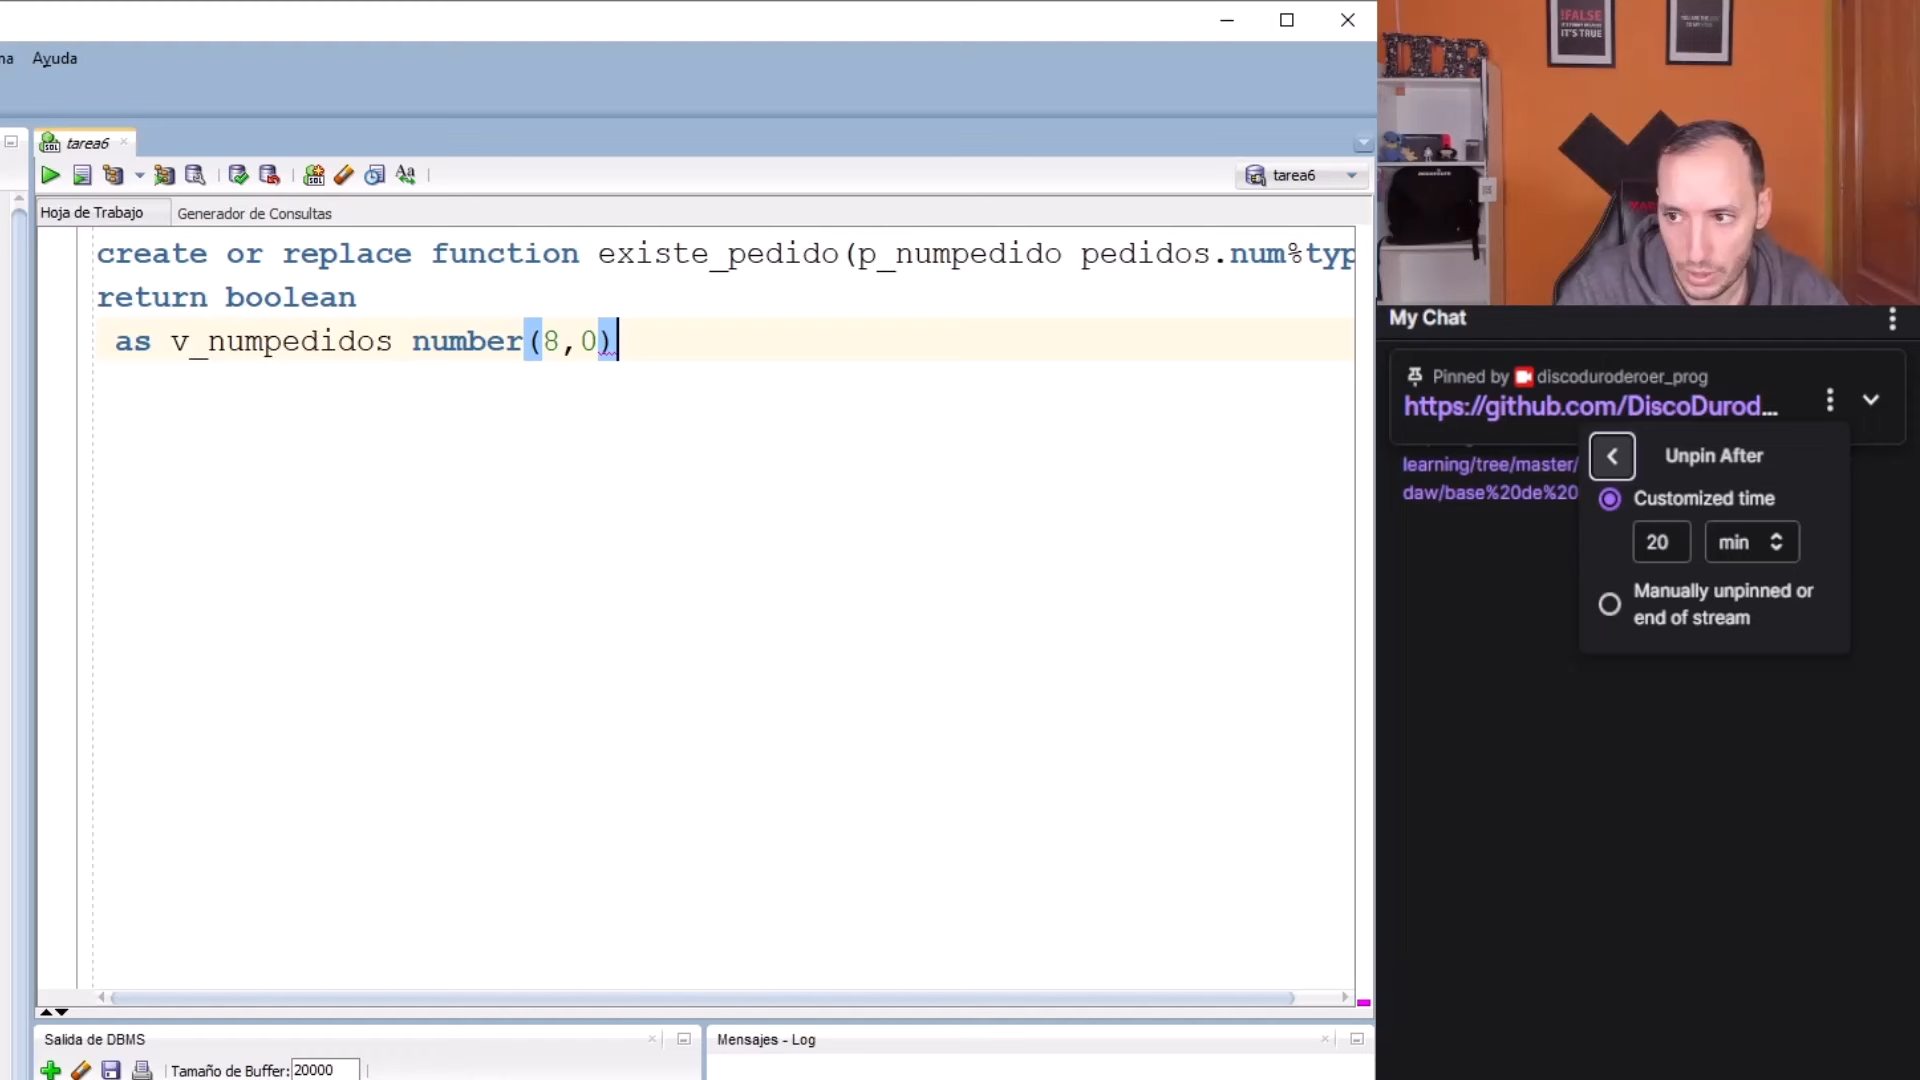 na Ayuda
tarea6
tarea6
Hoja de Trabajo
Generador de Consultas
create or replace function existe_pedido(p_numpedido pedidos.num%typ
return boolean
as v_numpedidos number(8,0)
Salida de DBMS
Tamaño de Buffer: 20000
Mensajes - Log
!FALSE
IT'S TRUE
My Chat
Pinned by discoduroderoer_prog
https://github.com/DiscoDurod...
learning/tree/master/
daw/base%20de%20
Unpin After
Customized time
20 min
Manually unpinned or
end of stream